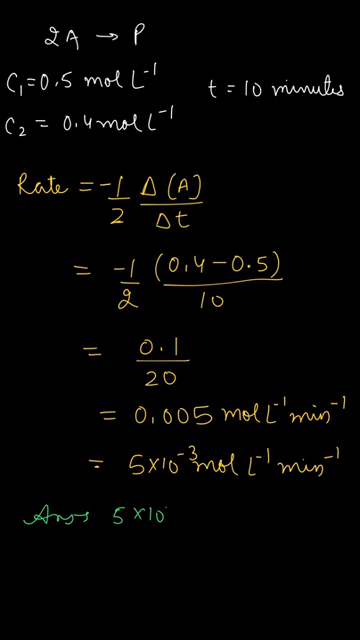 2A → P
C₁=0.5 mol L⁻¹
t = 10 minutes
C₂ = 0.4 mol L⁻¹
Rate = -1/2 Δ(A)/Δt
= -1/2 (0.4-0.5)/10
= 0.1/20
= 0.005 mol L⁻¹ min⁻¹
= 5×10⁻³ mol L⁻¹ min⁻¹
Ans 5×10